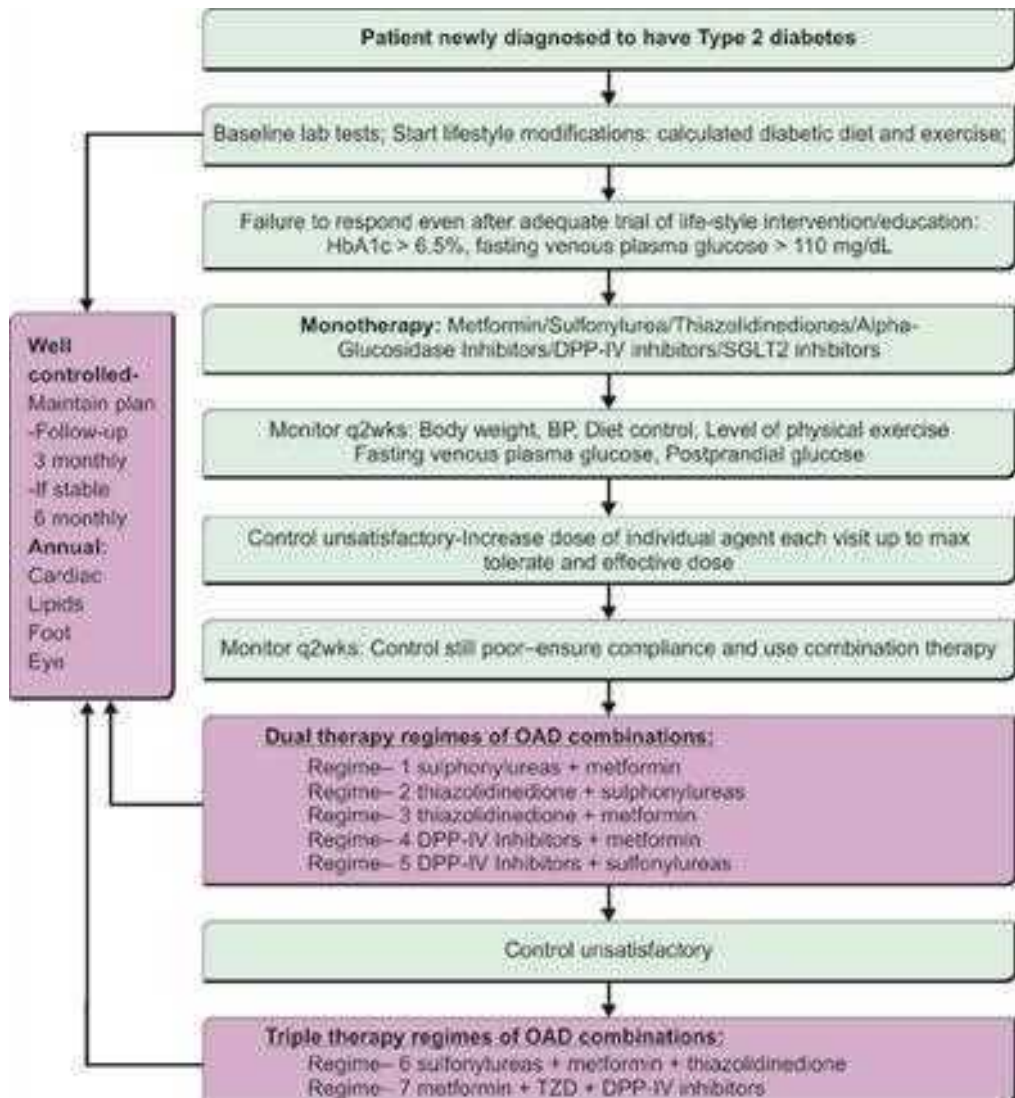 Patient newly diagnosed to have Type 2 diabetes
Baseline lab tests; Start lifestyle modifications: calculated diabetic diet and exercise;
Failure to respond even after adequate trial of life-style intervention/education:
HbA1c > 6.5%, fasting venous plasma glucose > 110 mg/dL
Monotherapy: Metformin/Sulfonylurea/Thiazolidinediones/Alpha-
Glucosidase Inhibitors/DPP-IV inhibitors/SGLT2 inhibitors
Monitor q2wks: Body weight, BP, Diet control, Level of physical exercise
Fasting venous plasma glucose, Postprandial glucose
Control unsatisfactory-Increase dose of individual agent each visit up to max
tolerate and effective dose
Monitor q2wks: Control still poor–ensure compliance and use combination therapy
Well
controlled-
Maintain plan
-Follow-up
3 monthly
-If stable
6 monthly
Annual:
Cardiac
Lipids
Foot
Eye
Dual therapy regimes of OAD combinations:
Regime– 1 sulphonylureas + metformin
Regime– 2 thiazolidinedione + sulphonylureas
Regime– 3 thiazolidinedione + metformin
Regime– 4 DPP-IV Inhibitors + metformin
Regime– 5 DPP-IV Inhibitors + sulfonylureas
Control unsatisfactory
Triple therapy regimes of OAD combinations:
Regime– 6 sulfonylureas + metformin + thiazolidinedione
Regime– 7 metformin + TZD + DPP-IV inhibitors